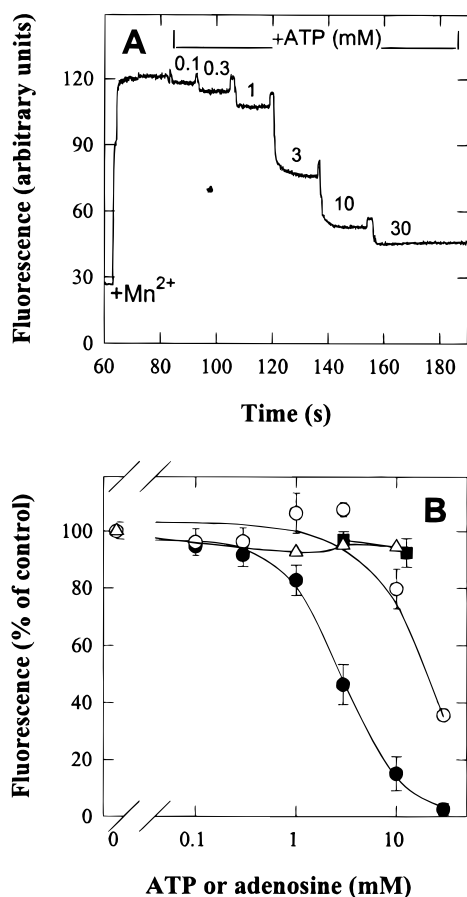 A
+ATP (mM)
Fluorescence (arbitrary units)
120
90
60
30
0
0.1 0.3 1 3 10 30
+Mn²⁺
60 80 100 120 140 160 180
Time (s)
B
Fluorescence (% of control)
100
80
60
40
20
0
0 0.1 1 10
ATP or adenosine (mM)